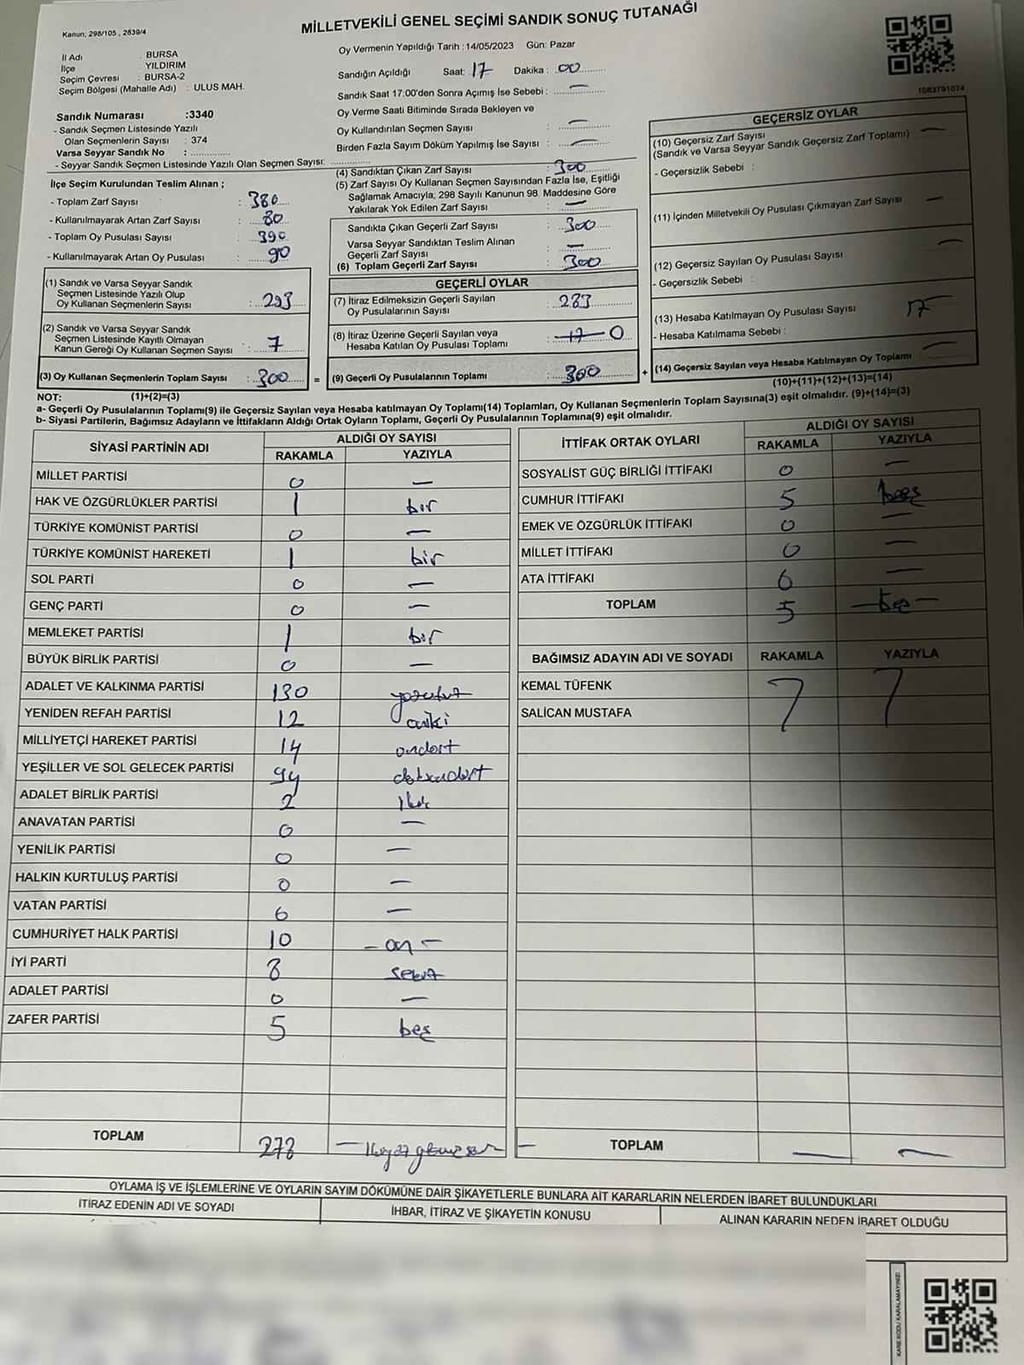 MİLLETVEKİLİ GENEL SEÇİMİ SANDIK SONUÇ TUTANAĞI
Kanun, 298/105 , 2839/4
İl Adı BURSA
İlçe YILDIRIM
Seçim Çevresi : BURSA-2
Seçim Bölgesi (Mahalle Adı) : ULUS MAH.
Sandık Numarası :3340
- Sandık Seçmen Listesinde Yazılı
Olan Seçmenlerin Sayısı : 374
Varsa Seyyar Sandık No :
- Seyyar Sandık Seçmen Listesinde Yazılı Olan Seçmen Sayısı:
İlçe Seçim Kurulundan Teslim Alınan ;
- Toplam Zarf Sayısı : 380
- Kullanılmayarak Artan Zarf Sayısı : 80
- Toplam Oy Pusulası Sayısı : 390
- Kullanılmayarak Artan Oy Pusulası : 90
(1) Sandık ve Varsa Seyyar Sandık
Seçmen Listesinde Yazılı Olup
Oy Kullanan Seçmenlerin Sayısı : 293
(2) Sandık ve Varsa Seyyar Sandık
Seçmen Listesinde Kayıtlı Olmayan
Kanun Gereği Oy Kullanan Seçmen Sayısı : 7
(3) Oy Kullanan Seçmenlerin Toplam Sayısı : 300 =
Oy Vermenin Yapıldığı Tarih :14/05/2023 Gün: Pazar
Sandığın Açıldığı Saat: 17 Dakika : 00
Sandık Saat 17:00'den Sonra Açımış İse Sebebi : —
Oy Verme Saati Bitiminde Sırada Bekleyen ve
Oy Kullandırılan Seçmen Sayısı : —
Birden Fazla Sayım Döküm Yapılmış İse Sayısı : —
(4) Sandıktan Çıkan Zarf Sayısı : 300
(5) Zarf Sayısı Oy Kullanan Seçmen Sayısından Fazla İse, Eşitliği
Sağlamak Amacıyla, 298 Sayılı Kanunun 98. Maddesine Göre
Yakılarak Yok Edilen Zarf Sayısı : —
Sandıkta Çıkan Geçerli Zarf Sayısı : 300
Varsa Seyyar Sandıktan Teslim Alınan
Geçerli Zarf Sayısı : —
(6) Toplam Geçerli Zarf Sayısı : 300
GEÇERLİ OYLAR
(7) İtiraz Edilmeksizin Geçerli Sayılan
Oy Pusulalarının Sayısı : 283
(8) İtiraz Üzerine Geçerli Sayılan veya
Hesaba Katılan Oy Pusulası Toplamı : 17 0
(9) Geçerli Oy Pusulalarının Toplamı : 300 +
1083791074
GEÇERSİZ OYLAR
(10) Geçersiz Zarf Sayısı
(Sandık ve Varsa Seyyar Sandık Geçersiz Zarf Toplamı) —
- Geçersizlik Sebebi :
(11) İçinden Milletvekili Oy Pusulası Çıkmayan Zarf Sayısı —
(12) Geçersiz Sayılan Oy Pusulası Sayısı —
- Geçersizlik Sebebi :
(13) Hesaba Katılmayan Oy Pusulası Sayısı 17
- Hesaba Katılmama Sebebi :
(14) Geçersiz Sayılan veya Hesaba Katılmayan Oy Toplamı —
NOT: (1)+(2)=(3) (10)+(11)+(12)+(13)=(14)
a- Geçerli Oy Pusulalarının Toplamı(9) ile Geçersiz Sayılan veya Hesaba katılmayan Oy Toplamı(14) Toplamları, Oy Kullanan Seçmenlerin Toplam Sayısına(3) eşit olmalıdır. (9)+(14)=(3)
b- Siyasi Partilerin, Bağımsız Adayların ve İttifakların Aldığı Ortak Oyların Toplamı, Geçerli Oy Pusulalarının Toplamına(9) eşit olmalıdır.
SİYASİ PARTİNİN ADI ALDIĞI OY SAYISI
RAKAMLA YAZIYLA
MİLLET PARTİSİ 0 —
HAK VE ÖZGÜRLÜKLER PARTİSİ 1 bir
TÜRKİYE KOMÜNİST PARTİSİ 0 —
TÜRKİYE KOMÜNİST HAREKETİ 1 bir
SOL PARTİ 0 —
GENÇ PARTİ 0 —
MEMLEKET PARTİSİ 1 bir
BÜYÜK BİRLİK PARTİSİ 0 —
ADALET VE KALKINMA PARTİSİ 130
YENİDEN REFAH PARTİSİ 12 oniki
MİLLİYETÇİ HAREKET PARTİSİ 14 ondört
YEŞİLLER VE SOL GELECEK PARTİSİ 94
ADALET BİRLİK PARTİSİ 2 iki
ANAVATAN PARTİSİ 0 —
YENİLİK PARTİSİ 0 —
HALKIN KURTULUŞ PARTİSİ 0 —
VATAN PARTİSİ 0 —
CUMHURİYET HALK PARTİSİ 10 - on -
İYİ PARTİ 8 sekiz
ADALET PARTİSİ 0 —
ZAFER PARTİSİ 5 beş
TOPLAM 278
İTTİFAK ORTAK OYLARI ALDIĞI OY SAYISI
RAKAMLA YAZIYLA
SOSYALİST GÜÇ BİRLİĞİ İTTİFAKI 0 —
CUMHUR İTTİFAKI 5 beş
EMEK VE ÖZGÜRLÜK İTTİFAKI 0 —
MİLLET İTTİFAKI 0 —
ATA İTTİFAKI 0 —
TOPLAM 5 - beş -
BAĞIMSIZ ADAYIN ADI VE SOYADI RAKAMLA YAZIYLA
KEMAL TÜFENK
SALİCAN MUSTAFA
TOPLAM — —
OYLAMA İŞ VE İŞLEMLERİNE VE OYLARIN SAYIM DÖKÜMÜNE DAİR ŞİKAYETLERLE BUNLARA AİT KARARLARIN NELERDEN İBARET BULUNDUKLARI
İTİRAZ EDENİN ADI VE SOYADI İHBAR, İTİRAZ VE ŞİKAYETİN KONUSU ALINAN KARARIN NEDEN İBARET OLDUĞU
KAREKODU KARALAMAYINIZ!